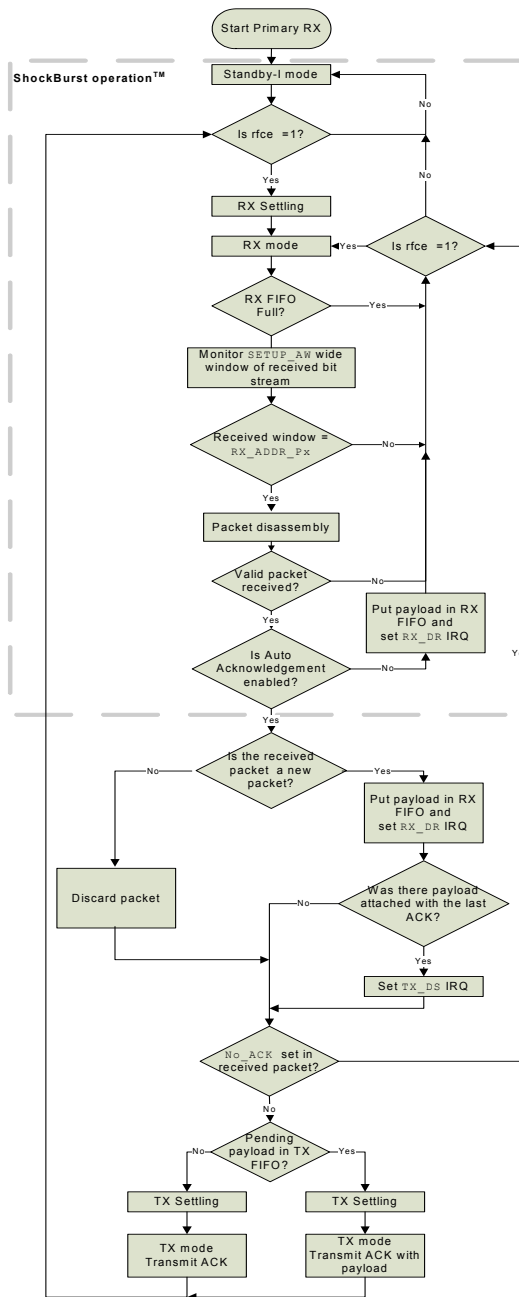 Start Primary RX
ShockBurst operation™
Standby-I mode
No
Is rfce =1?
Yes
No
RX Settling
RX mode
Yes
Is rfce =1?
RX FIFO
Full?
Yes
Monitor SETUP_AW wide
window of received bit
stream
Received window =
RX_ADDR_Px
No
Yes
Packet disassembly
Valid packet
received?
No
Yes
Put payload in RX
FIFO and
set RX_DR IRQ
Is Auto
Acknowledgement
enabled?
No
Yes
Is the received
packet a new
packet?
No
Yes
Put payload in RX
FIFO and
set RX_DR IRQ
Discard packet
Was there payload
attached with the last
ACK?
No
Yes
Set TX_DS IRQ
No_ACK set in
received packet?
No
Pending
payload in TX
FIFO?
No
Yes
TX Settling
TX Settling
TX mode
Transmit ACK
TX mode
Transmit ACK with
payload